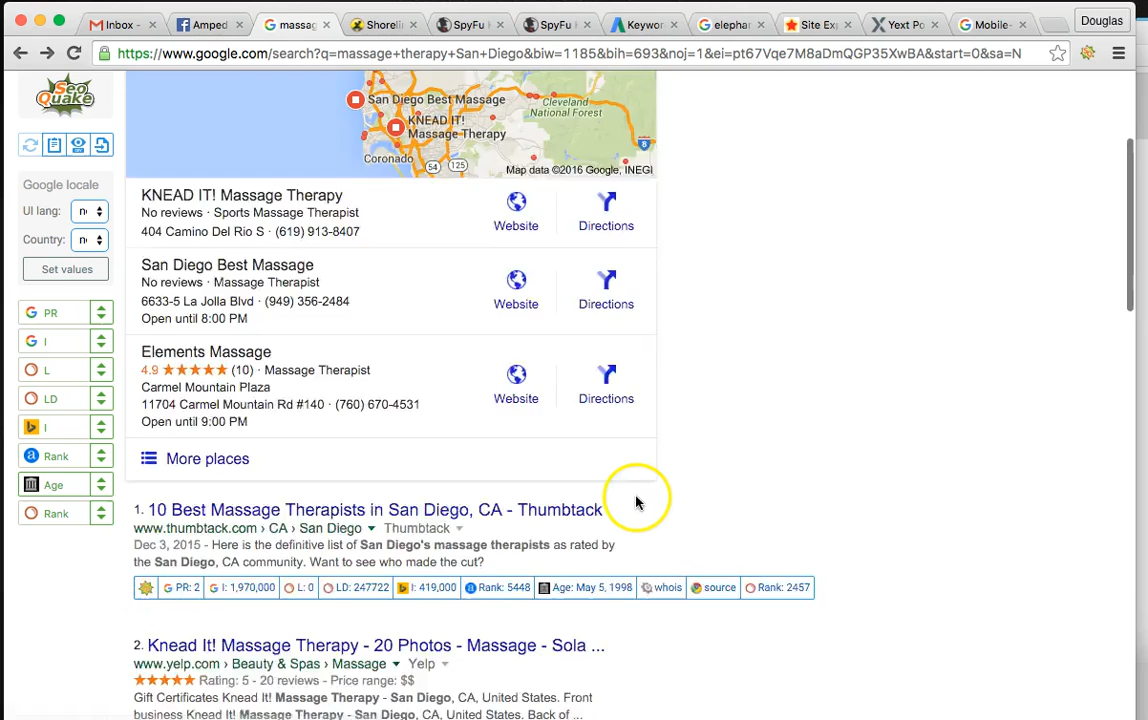 Inbox -
Amped
massag
Shorelin
SpyFu
SpyFu
Keywor
elephan
Site Exp
Yext Po
Mobile-
Douglas
https://www.google.com/search?q=massage+therapy+San+Diego&biw=1185&bih=693&noj=1&ei=pt67Vqe7M8aDmQGP35XwBA&start=0&sa=N
SeoQuake
San Diego Best Massage
KNEAD IT!
Massage Therapy
Cleveland
National Forest
Coronado
54
125
8
Map data ©2016 Google, INEGI
Google locale
UI lang:
Country:
Set values
PR
I
L
LD
I
Rank
Age
Rank
KNEAD IT! Massage Therapy
No reviews · Sports Massage Therapist
404 Camino Del Rio S · (619) 913-8407
Website
Directions
San Diego Best Massage
No reviews · Massage Therapist
6633-5 La Jolla Blvd · (949) 356-2484
Open until 8:00 PM
Website
Directions
Elements Massage
4.9 ★★★★★ (10) · Massage Therapist
Carmel Mountain Plaza
11704 Carmel Mountain Rd #140 · (760) 670-4531
Open until 9:00 PM
Website
Directions
More places
1. 10 Best Massage Therapists in San Diego, CA - Thumbtack
www.thumbtack.com › CA › San Diego ▼ Thumbtack ▼
Dec 3, 2015 - Here is the definitive list of San Diego's massage therapists as rated by
the San Diego, CA community. Want to see who made the cut?
PR: 2 I: 1,970,000 L: 0 LD: 247722 I: 419,000 Rank: 5448 Age: May 5, 1998 whois source Rank: 2457
2. Knead It! Massage Therapy - 20 Photos - Massage - Sola ...
www.yelp.com › Beauty & Spas › Massage ▼ Yelp ▼
★★★★★ Rating: 5 - 20 reviews - Price range: $$
Gift Certificates Knead It! Massage Therapy - San Diego, CA, United States. Front
business Knead It! Massage Therapy - San Diego, CA, United States. Back of ...